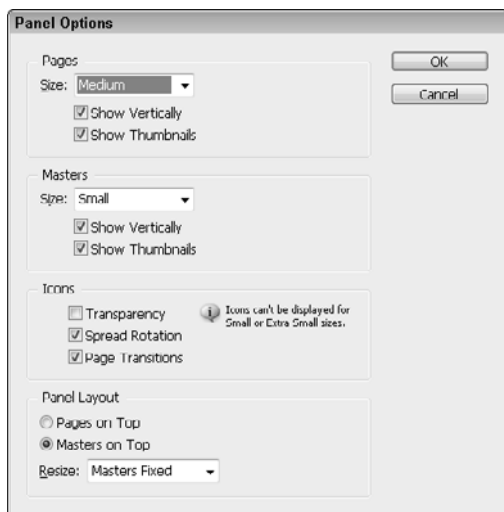 Panel Options
Pages
Size: Medium
Show Vertically
Show Thumbnails
OK
Cancel
Masters
Size: Small
Show Vertically
Show Thumbnails
Icons
Transparency
Spread Rotation
Page Transitions
Icons can't be displayed for
Small or Extra Small sizes.
Panel Layout
Pages on Top
Masters on Top
Resize: Masters Fixed